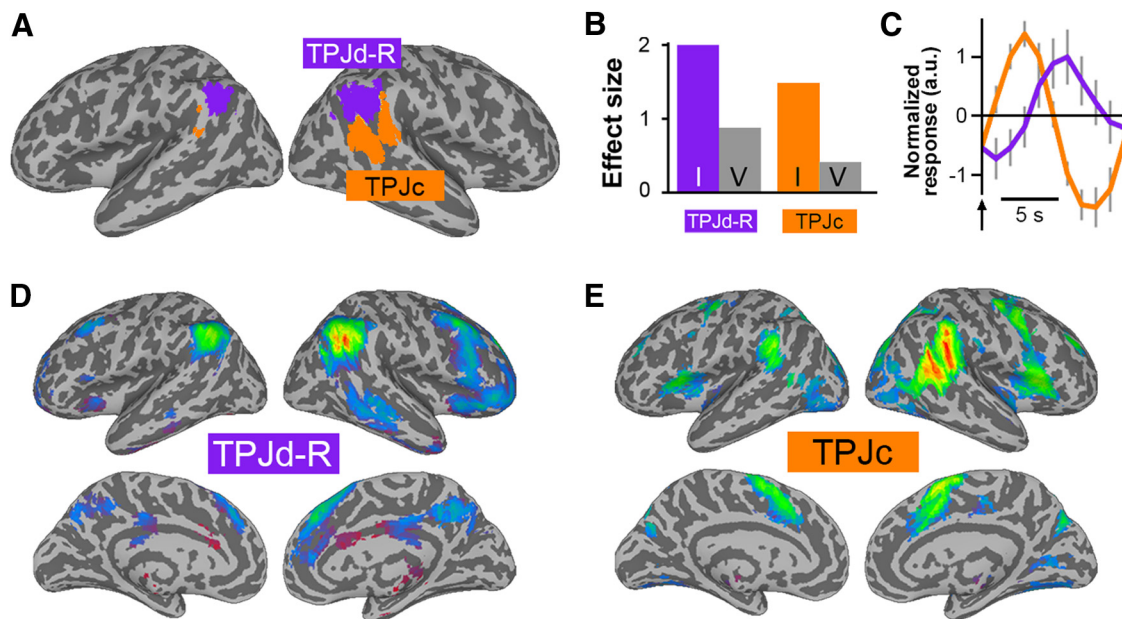 A
TPJd-R
TPJc
B
Effect size
2
1
0
I
V
I
V
TPJd-R
TPJc
C
Normalized
response (a.u.)
1
0
-1
5 s
D
TPJd-R
E
TPJc